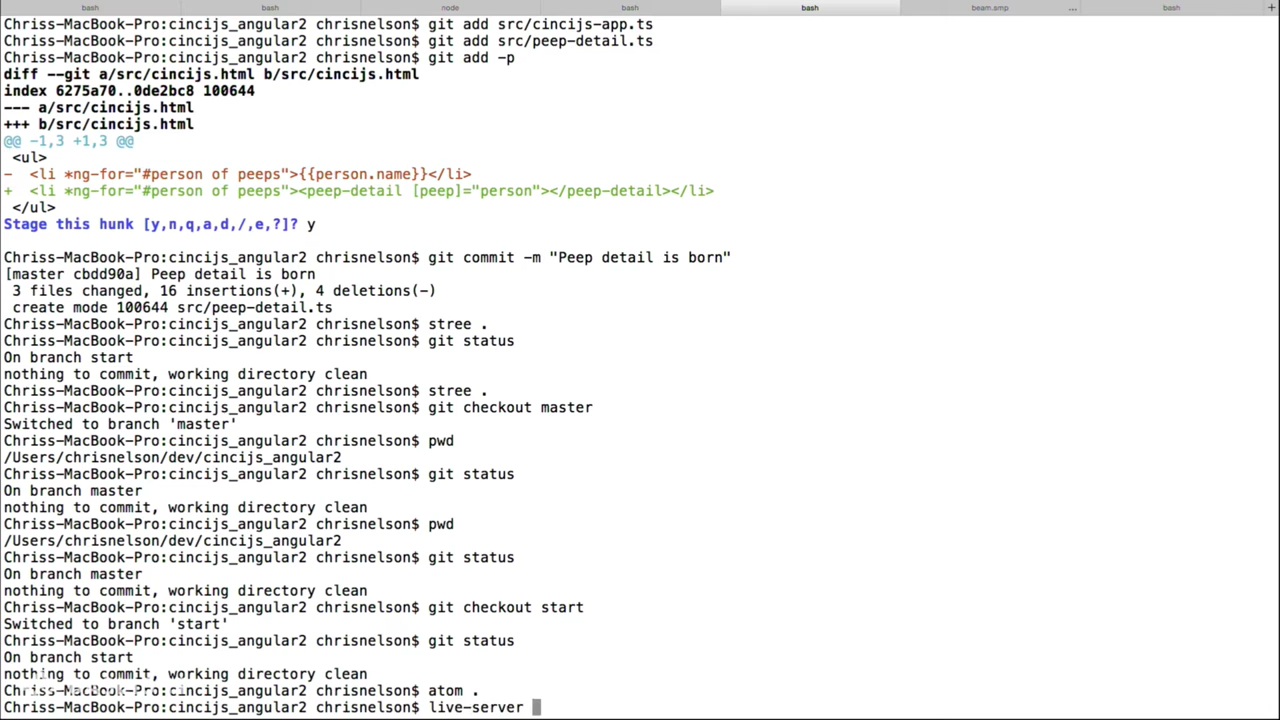 bash bash node bash bash beam.smp ... bash +
Chriss-MacBook-Pro:cincijs_angular2 chrisnelson$ git add src/cincijs-app.ts
Chriss-MacBook-Pro:cincijs_angular2 chrisnelson$ git add src/peep-detail.ts
Chriss-MacBook-Pro:cincijs_angular2 chrisnelson$ git add -p
diff --git a/src/cincijs.html b/src/cincijs.html
index 6275a70..0de2bc8 100644
--- a/src/cincijs.html
+++ b/src/cincijs.html
@@ -1,3 +1,3 @@
 <ul>
-  <li *ng-for="#person of peeps">{{person.name}}</li>
+  <li *ng-for="#person of peeps"><peep-detail [peep]="person"></peep-detail></li>
 </ul>
Stage this hunk [y,n,q,a,d,/,e,?]? y
Chriss-MacBook-Pro:cincijs_angular2 chrisnelson$ git commit -m "Peep detail is born"
[master cbdd90a] Peep detail is born
 3 files changed, 16 insertions(+), 4 deletions(-)
 create mode 100644 src/peep-detail.ts
Chriss-MacBook-Pro:cincijs_angular2 chrisnelson$ stree .
Chriss-MacBook-Pro:cincijs_angular2 chrisnelson$ git status
On branch start
nothing to commit, working directory clean
Chriss-MacBook-Pro:cincijs_angular2 chrisnelson$ stree .
Chriss-MacBook-Pro:cincijs_angular2 chrisnelson$ git checkout master
Switched to branch 'master'
Chriss-MacBook-Pro:cincijs_angular2 chrisnelson$ pwd
/Users/chrisnelson/dev/cincijs_angular2
Chriss-MacBook-Pro:cincijs_angular2 chrisnelson$ git status
On branch master
nothing to commit, working directory clean
Chriss-MacBook-Pro:cincijs_angular2 chrisnelson$ pwd
/Users/chrisnelson/dev/cincijs_angular2
Chriss-MacBook-Pro:cincijs_angular2 chrisnelson$ git status
On branch master
nothing to commit, working directory clean
Chriss-MacBook-Pro:cincijs_angular2 chrisnelson$ git checkout start
Switched to branch 'start'
Chriss-MacBook-Pro:cincijs_angular2 chrisnelson$ git status
On branch start
nothing to commit, working directory clean
Chriss-MacBook-Pro:cincijs_angular2 chrisnelson$ atom .
Chriss-MacBook-Pro:cincijs_angular2 chrisnelson$ live-server